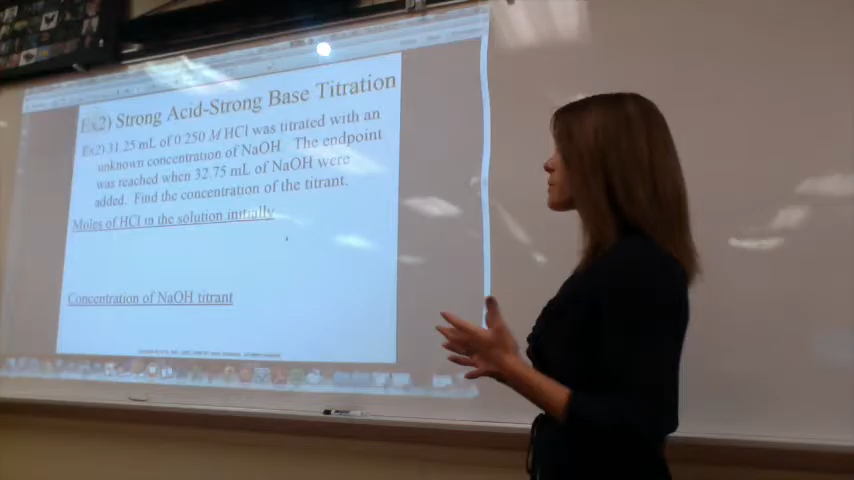 Ex2) Strong Acid-Strong Base Titration
Ex2) 31.25 mL of 0.250 M HCl was titrated with an
unknown concentration of NaOH. The endpoint
was reached when 32.75 mL of NaOH were
added. Find the concentration of the titrant.
Moles of HCl in the solution initially
Concentration of NaOH titrant